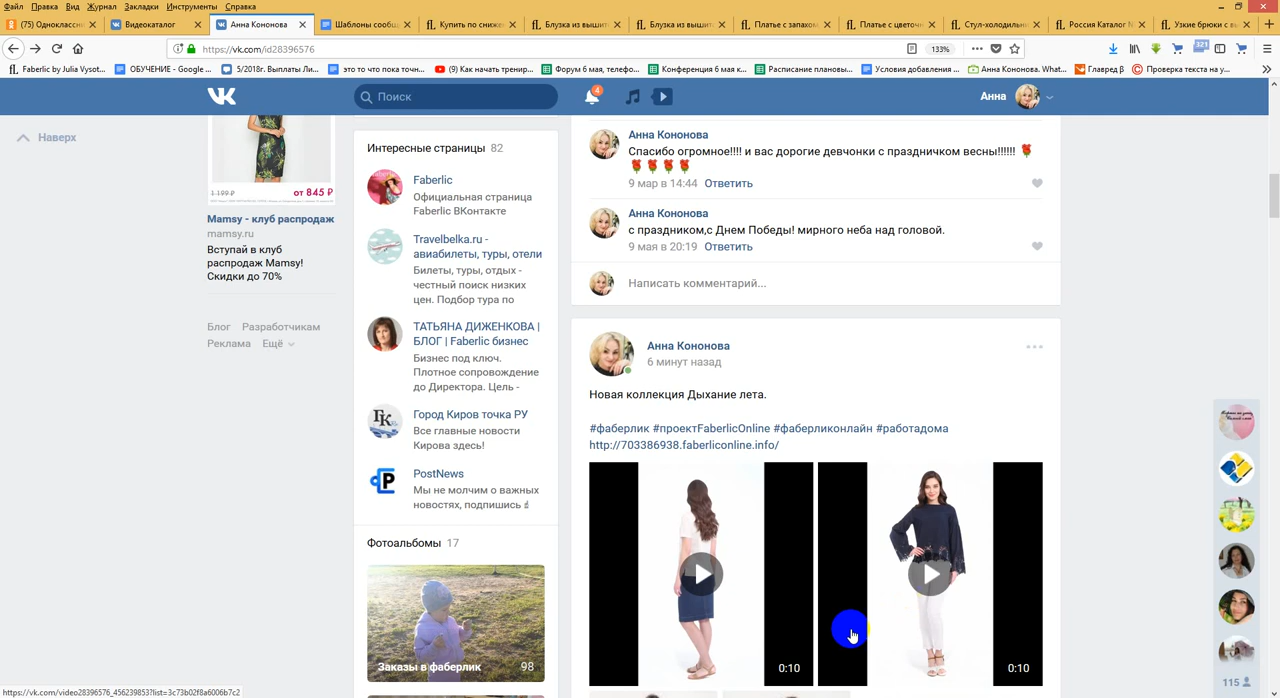 Файл Правка Вид Журнал Закладки Инструменты Справка
(75) Одноклассни Видеокаталог Анна Кононова Шаблоны сообщ Купить по сниже Блузка из вышит Блузка из вышит Платье с запахом Платье с цветочн Стул-холодильн Россия Каталог N Узкие брюки с в
https://vk.com/id28396576 133% 321
Faberlic by Julia Vysot... ОБУЧЕНИЕ - Google ... 5/2018г. Выплаты Ли... это то что пока точн... (9) Как начать тренир... Форум 6 мая, телефо... Конференция 6 мая к... Расписание плановы... Условия добавления ... Анна Кононова. What... Главред β Проверка текста на у...
Поиск 4 Анна
Наверх
1 199 ₽ от 845 ₽
Mamsy - клуб распродаж
mamsy.ru
Вступай в клуб
распродаж Mamsy!
Скидки до 70%
Блог Разработчикам
Реклама Ещё
Интересные страницы 82
Faberlic
Официальная страница
Faberlic ВКонтакте
Travelbelka.ru -
авиабилеты, туры, отели
Билеты, туры, отдых -
честный поиск низких
цен. Подбор тура по
ТАТЬЯНА ДИЖЕНКОВА |
БЛОГ | Faberlic бизнес
Бизнес под ключ.
Плотное сопровождение
до Директора. Цель -
ГК
Город Киров точка РУ
Все главные новости
Кирова здесь!
PostNews
Мы не молчим о важных
новостях, подпишись
Фотоальбомы 17
Заказы в фаберлик 98
Анна Кононова
Спасибо огромное!!!! и вас дорогие девчонки с праздничком весны!!!!!!
9 мар в 14:44 Ответить
Анна Кононова
с праздником,с Днем Победы! мирного неба над головой.
9 мая в 20:19 Ответить
Написать комментарий...
Анна Кононова
6 минут назад
Новая коллекция Дыхание лета.
#фаберлик #проектFaberlicOnline #фаберликонлайн #работадома
http://703386938.faberliconline.info/
0:10 0:10
115
https://vk.com/video28396576_456239853?list=3c73b02f8a6006b7c2